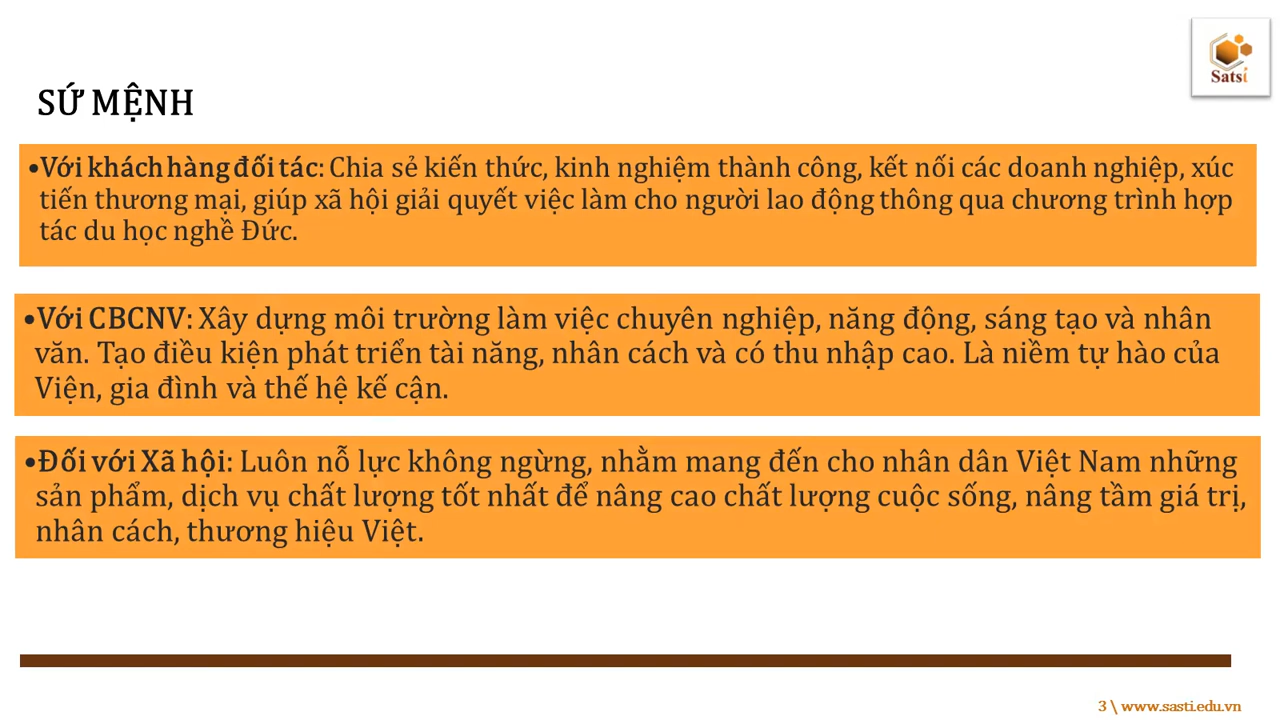 Satsi
SỨ MỆNH
•Với khách hàng đối tác: Chia sẻ kiến thức, kinh nghiệm thành công, kết nối các doanh nghiệp, xúc
tiến thương mại, giúp xã hội giải quyết việc làm cho người lao động thông qua chương trình hợp
tác du học nghề Đức.
•Với CBCNV: Xây dựng môi trường làm việc chuyên nghiệp, năng động, sáng tạo và nhân
văn. Tạo điều kiện phát triển tài năng, nhân cách và có thu nhập cao. Là niềm tự hào của
Viện, gia đình và thế hệ kế cận.
•Đối với Xã hội: Luôn nỗ lực không ngừng, nhằm mang đến cho nhân dân Việt Nam những
sản phẩm, dịch vụ chất lượng tốt nhất để nâng cao chất lượng cuộc sống, nâng tầm giá trị,
nhân cách, thương hiệu Việt.
3 \ www.sasti.edu.vn